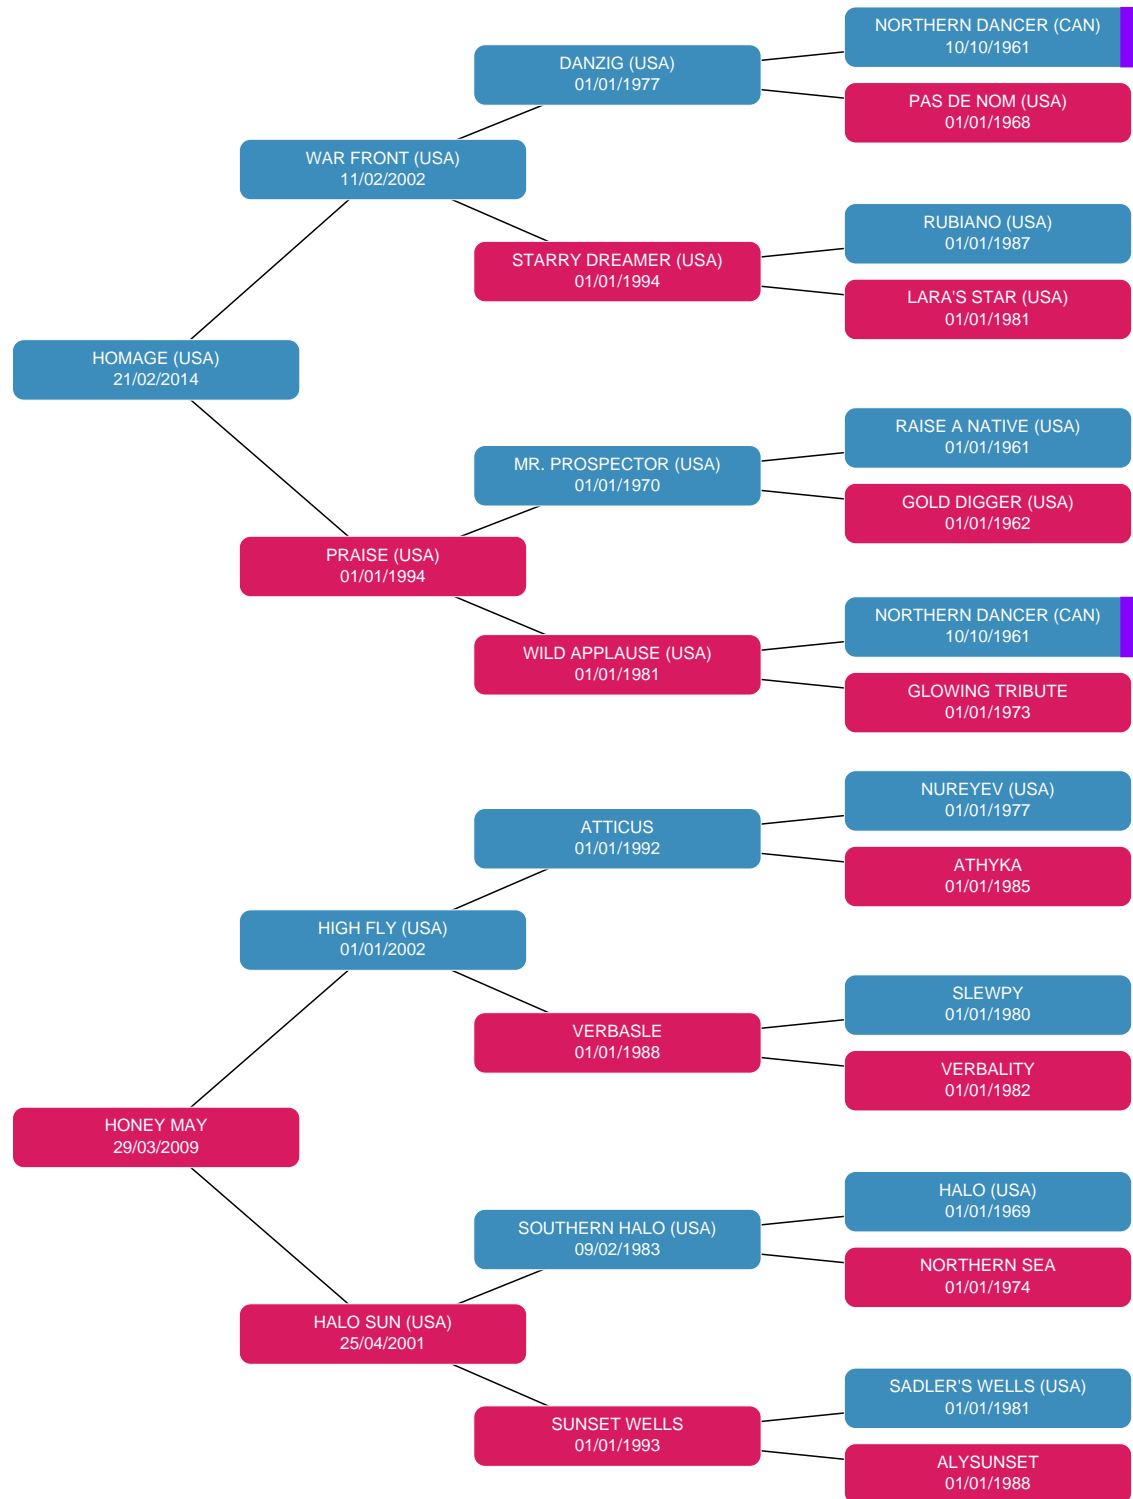 NORTHERN DANCER (CAN)
10/10/1961
DANZIG (USA)
01/01/1977
PAS DE NOM (USA)
01/01/1968
WAR FRONT (USA)
11/02/2002
RUBIANO (USA)
01/01/1987
STARRY DREAMER (USA)
01/01/1994
LARA'S STAR (USA)
01/01/1981
HOMAGE (USA)
21/02/2014
RAISE A NATIVE (USA)
01/01/1961
MR. PROSPECTOR (USA)
01/01/1970
GOLD DIGGER (USA)
01/01/1962
PRAISE (USA)
01/01/1994
NORTHERN DANCER (CAN)
10/10/1961
WILD APPLAUSE (USA)
01/01/1981
GLOWING TRIBUTE
01/01/1973
NUREYEV (USA)
01/01/1977
ATTICUS
01/01/1992
ATHYKA
01/01/1985
HIGH FLY (USA)
01/01/2002
SLEWPY
01/01/1980
VERBASLE
01/01/1988
VERBALITY
01/01/1982
HONEY MAY
29/03/2009
HALO (USA)
01/01/1969
SOUTHERN HALO (USA)
09/02/1983
NORTHERN SEA
01/01/1974
HALO SUN (USA)
25/04/2001
SADLER'S WELLS (USA)
01/01/1981
SUNSET WELLS
01/01/1993
ALYSUNSET
01/01/1988